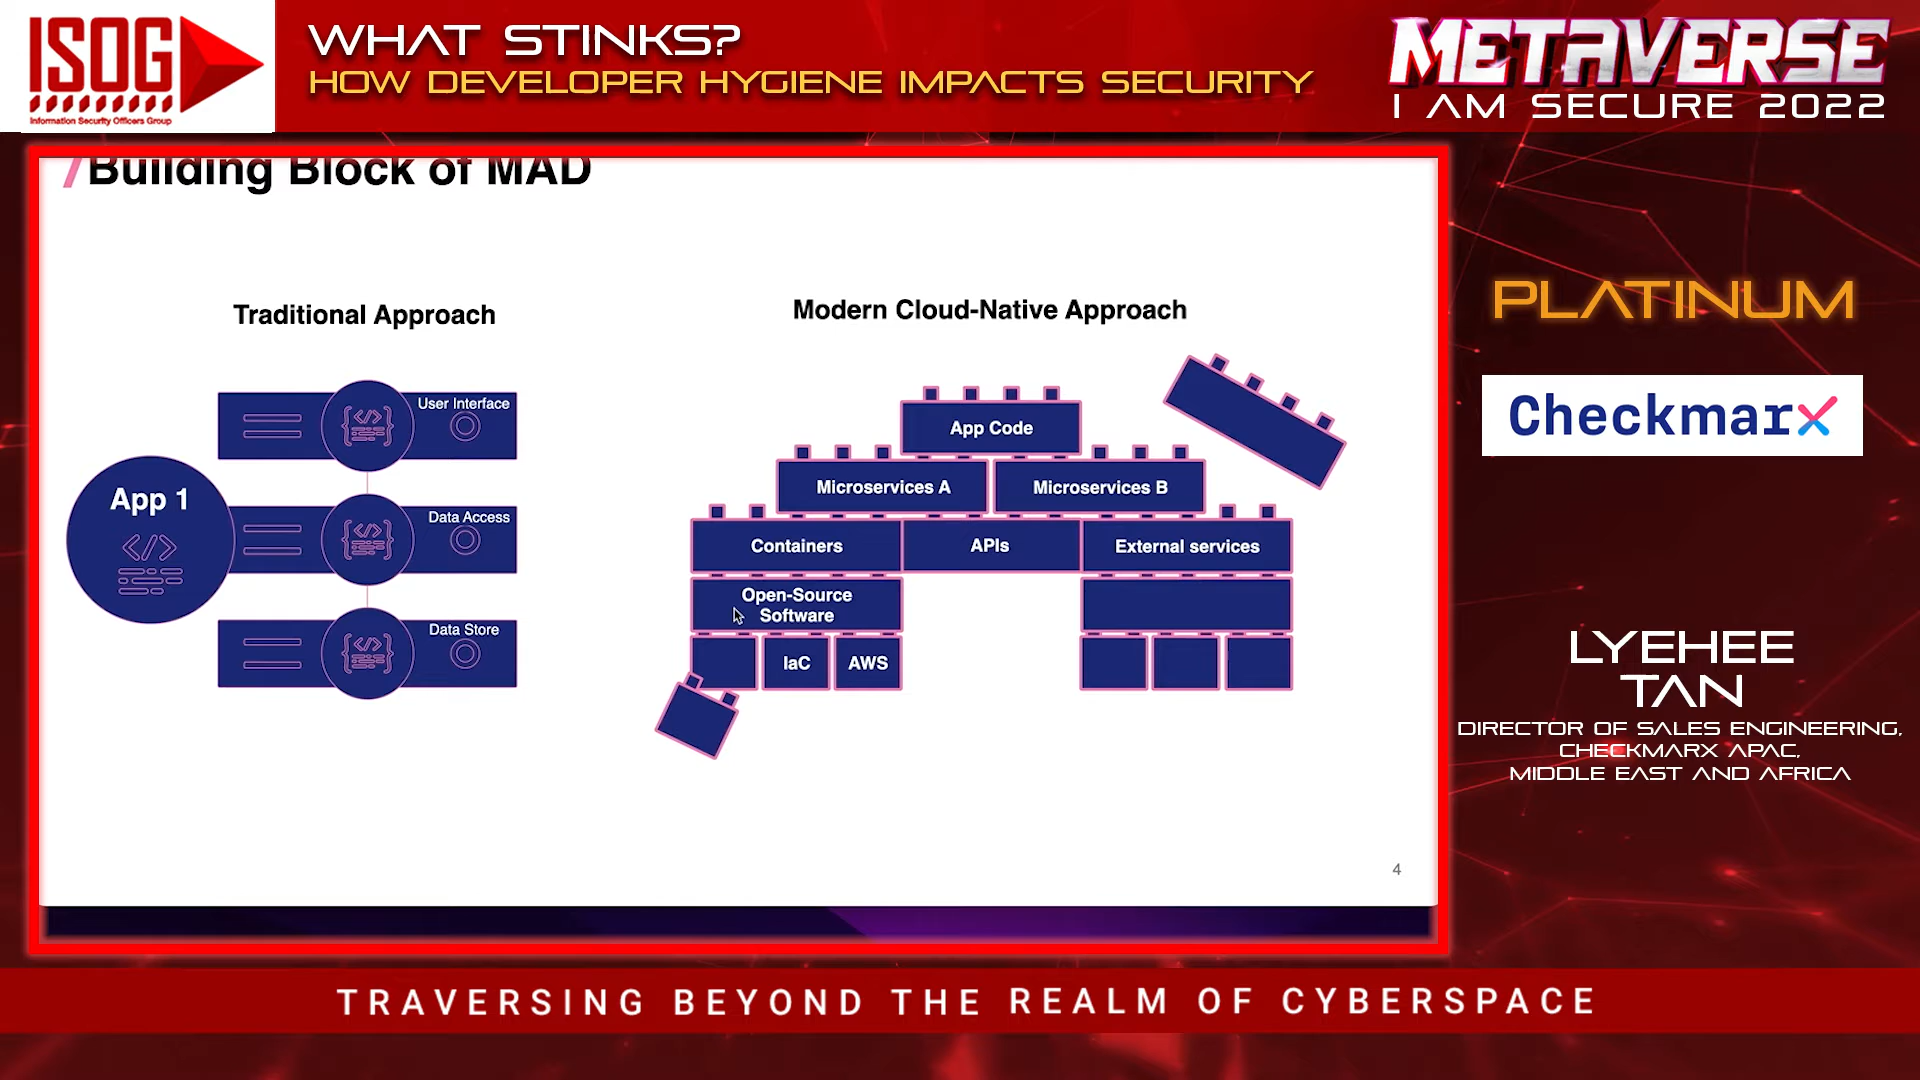 ISOG
Information Security Officers Group
WHAT STINKS?
HOW DEVELOPER HYGIENE IMPACTS SECURITY
METAVERSE
I AM SECURE 2022
/Building Block of MAD
Traditional Approach
Modern Cloud-Native Approach
App 1
User Interface
Data Access
Data Store
App Code
Microservices A
Microservices B
Containers
APIs
External services
Open-Source
Software
IaC
AWS
4
PLATINUM
Checkmarx
LYEHEE
TAN
DIRECTOR OF SALES ENGINEERING,
CHECKMARX APAC,
MIDDLE EAST AND AFRICA
TRAVERSING BEYOND THE REALM OF CYBERSPACE